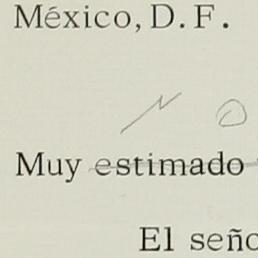 México, D. F.
N O
Muy estimado
El seño